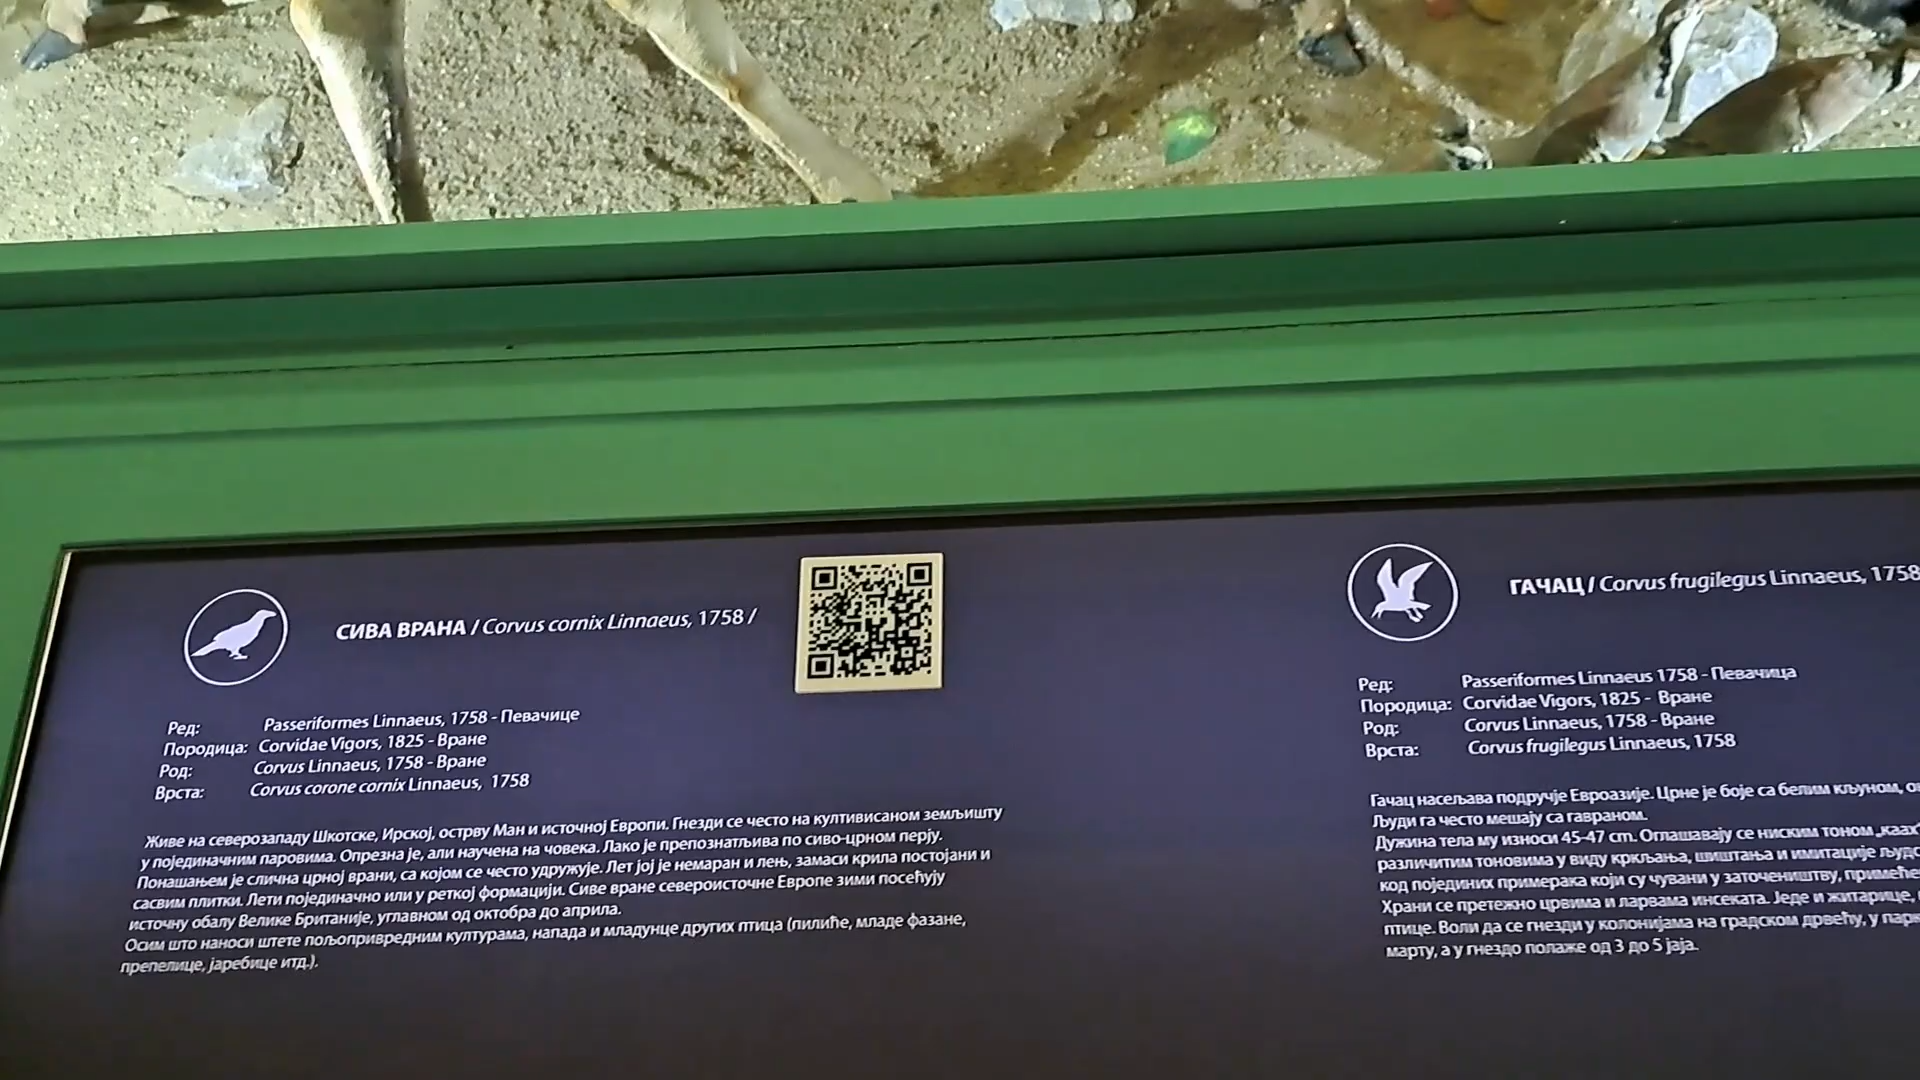 СИВА ВРАНА / Corvus cornix Linnaeus, 1758 /
Ред: Passeriformes Linnaeus, 1758 - Певачице
Породица: Corvidae Vigors, 1825 - Вране
Род: Corvus Linnaeus, 1758 - Вране
Врста: Corvus corone cornix Linnaeus, 1758
Живе на северозападу Шкотске, Ирској, острву Ман и источној Европи. Гнезди се често на култивисаном земљишту
у појединачним паровима. Опрезна је, али научена на човека. Лако је препознатљива по сиво-црном перју.
Понашањем је слична црној врани, са којом се често удружује. Лет јој је немаран и лењ, замаси крила постојани и
сасвим плитки. Лети појединачно или у реткој формацији. Сиве вране североисточне Европе зими посећују
источну обалу Велике Британије, углавном од октобра до априла.
Осим што наноси штете пољопривредним културама, напада и младунце других птица (пилиће, младе фазане,
препелице, јаребице итд.).
ГАЧАЦ / Corvus frugilegus Linnaeus, 1758
Ред: Passeriformes Linnaeus 1758 - Певачица
Породица: Corvidae Vigors, 1825 - Вране
Род: Corvus Linnaeus, 1758 - Вране
Врста: Corvus frugilegus Linnaeus, 1758
Гачац насељава подручје Евроазије. Црне је боје са белим кљуном,
Људи га често мешају са гавраном.
Дужина тела му износи 45-47 cm. Оглашавају се ниским тоном „каах“
различитим тоновима у виду кркљања, шиштања и имитације
код појединих примерака који су чувани у заточеништву,
Храни се претежно црвима и ларвама инсеката. Једе и житарице,
птице. Воли да се гнезди у колонијама на градском дрвећу, у
марту, а у гнездо полаже од 3 до 5 јаја.